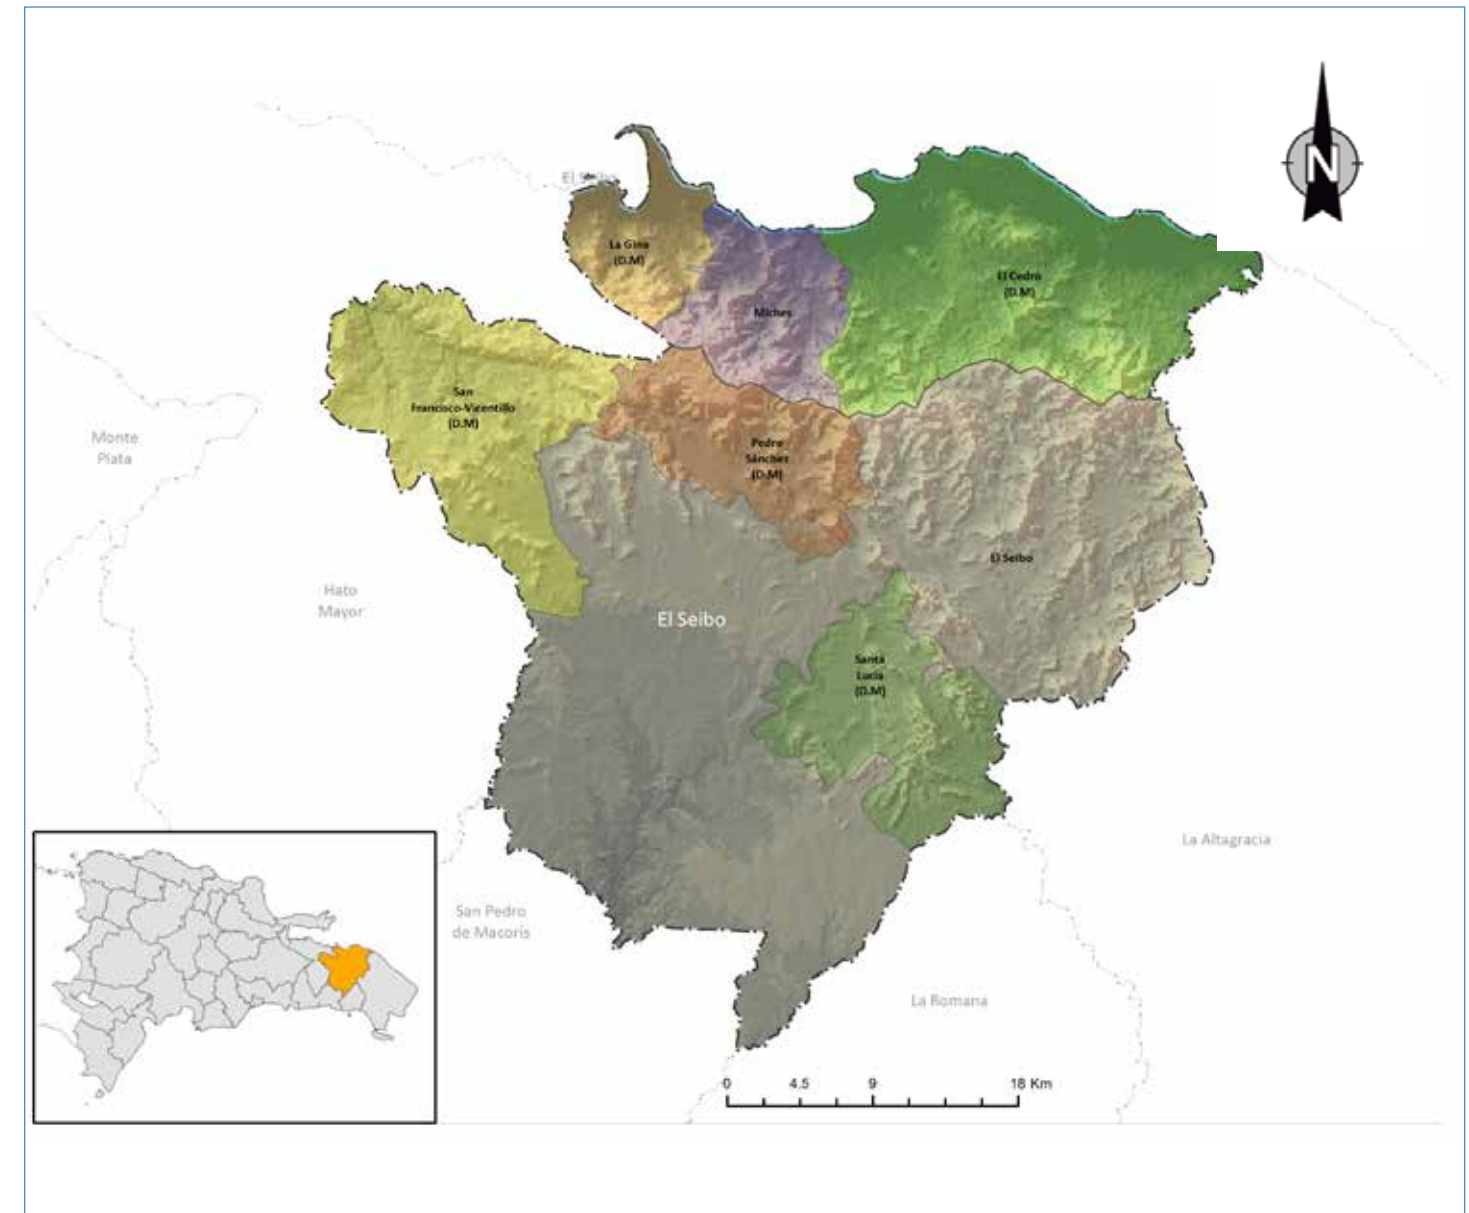 N
El Seibo
La Gina
(D.M)
El Cedro
(D.M)
Miches
San
Francisco-Vicentillo
(D.M)
Monte
Plata
Pedro
Sánchez
(D.M)
El Seibo
Hato
Mayor
El Seibo
Santa
Lucía
(D.M)
La Altagracia
San Pedro
de Macorís
La Romana
0 4.5 9 18 Km